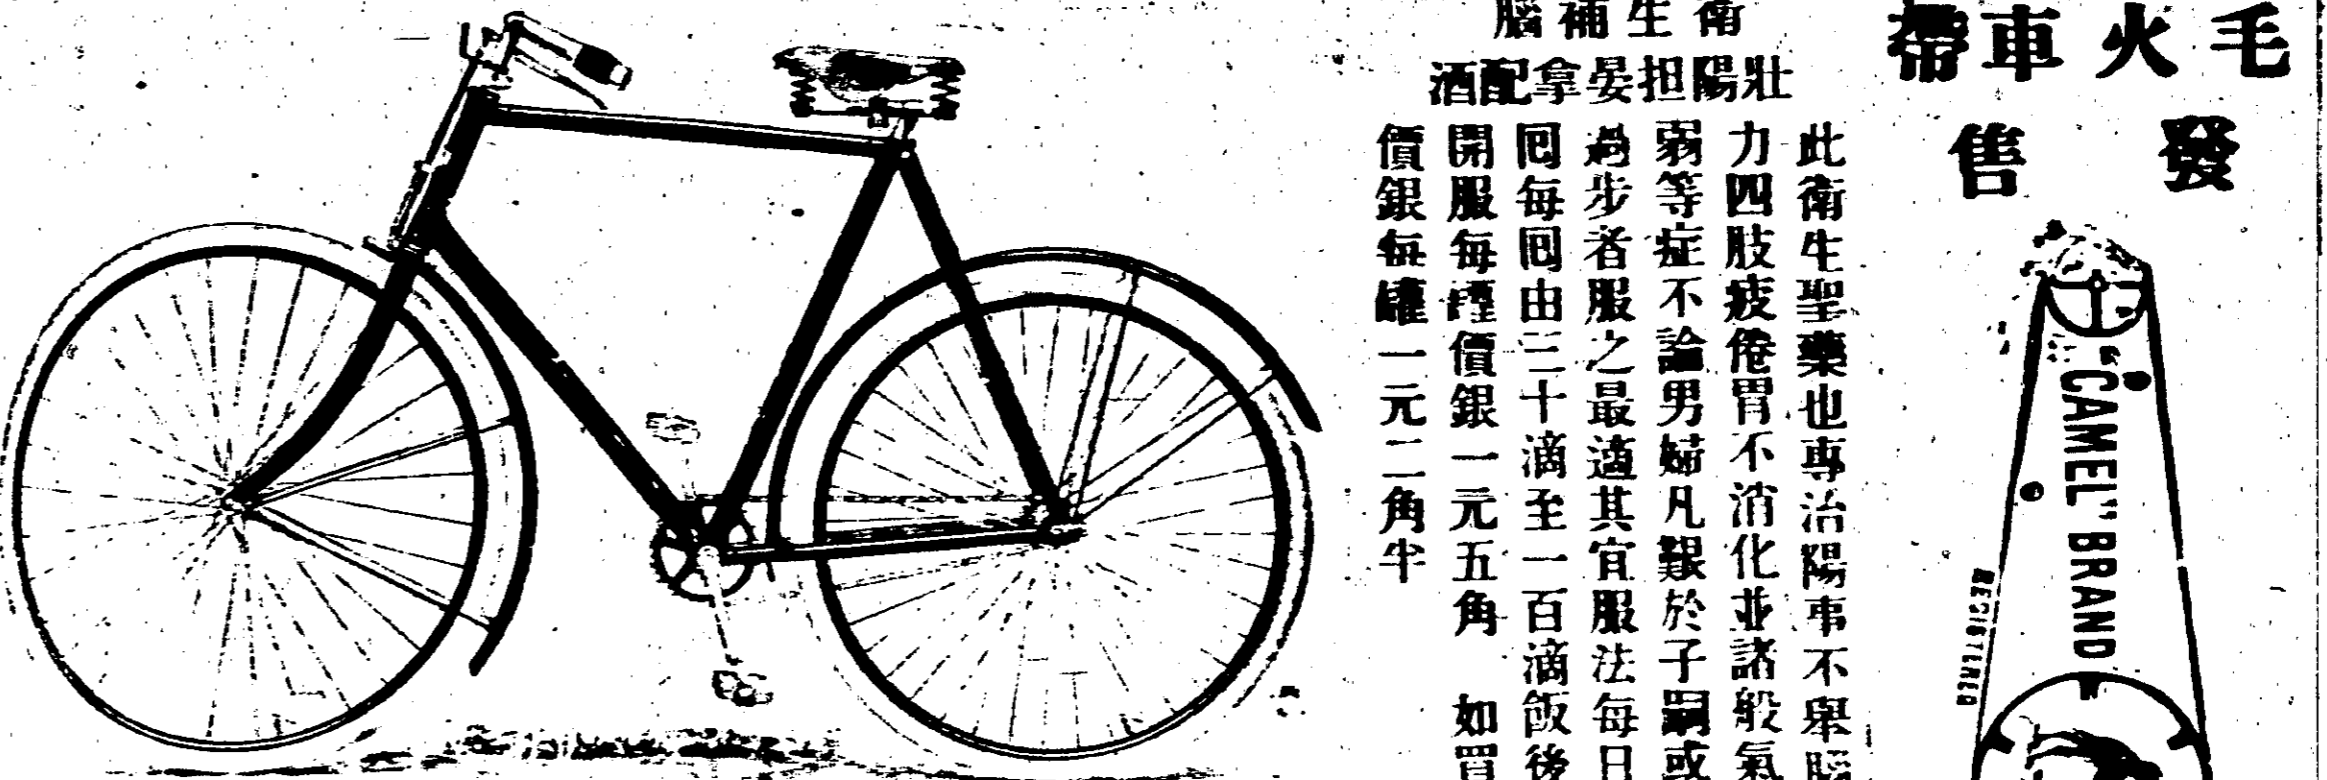 毛火車帶
發售
"CAMEL" BRAND
REGISTERED
衛生補腦
壯陽担晏拿配酒
此衛生聖藥也專治陽事不舉腦
力四肢疲倦胃不消化並諸般氣
弱等症不論男婦凡艱於子嗣或
過步者服之最適其宜服法每日
囘每囘由三十滴至一百滴飯後
開服每罇價銀一元五角 如買
價銀每罐一元二角半